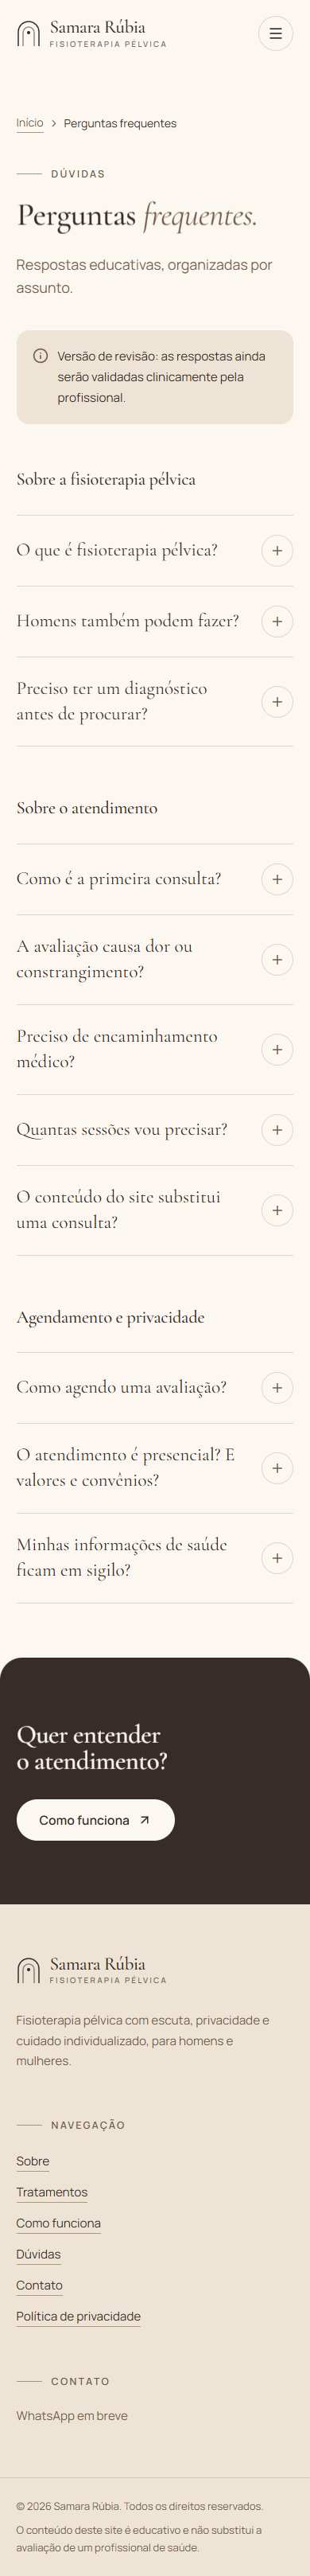 Samara Rúbia
FISIOTERAPIA PÉLVICA
Início > Perguntas frequentes
DÚVIDAS
Perguntas frequentes.
Respostas educativas, organizadas por
assunto.
Versão de revisão: as respostas ainda
serão validadas clinicamente pela
profissional.
Sobre a fisioterapia pélvica
O que é fisioterapia pélvica?
Homens também podem fazer?
Preciso ter um diagnóstico
antes de procurar?
Sobre o atendimento
Como é a primeira consulta?
A avaliação causa dor ou
constrangimento?
Preciso de encaminhamento
médico?
Quantas sessões vou precisar?
O conteúdo do site substitui
uma consulta?
Agendamento e privacidade
Como agendo uma avaliação?
O atendimento é presencial? E
valores e convênios?
Minhas informações de saúde
ficam em sigilo?
Quer entender
o atendimento?
Como funciona
Samara Rúbia
FISIOTERAPIA PÉLVICA
Fisioterapia pélvica com escuta, privacidade e
cuidado individualizado, para homens e
mulheres.
NAVEGAÇÃO
Sobre
Tratamentos
Como funciona
Dúvidas
Contato
Política de privacidade
CONTATO
WhatsApp em breve
© 2026 Samara Rúbia. Todos os direitos reservados.
O conteúdo deste site é educativo e não substitui a
avaliação de um profissional de saúde.